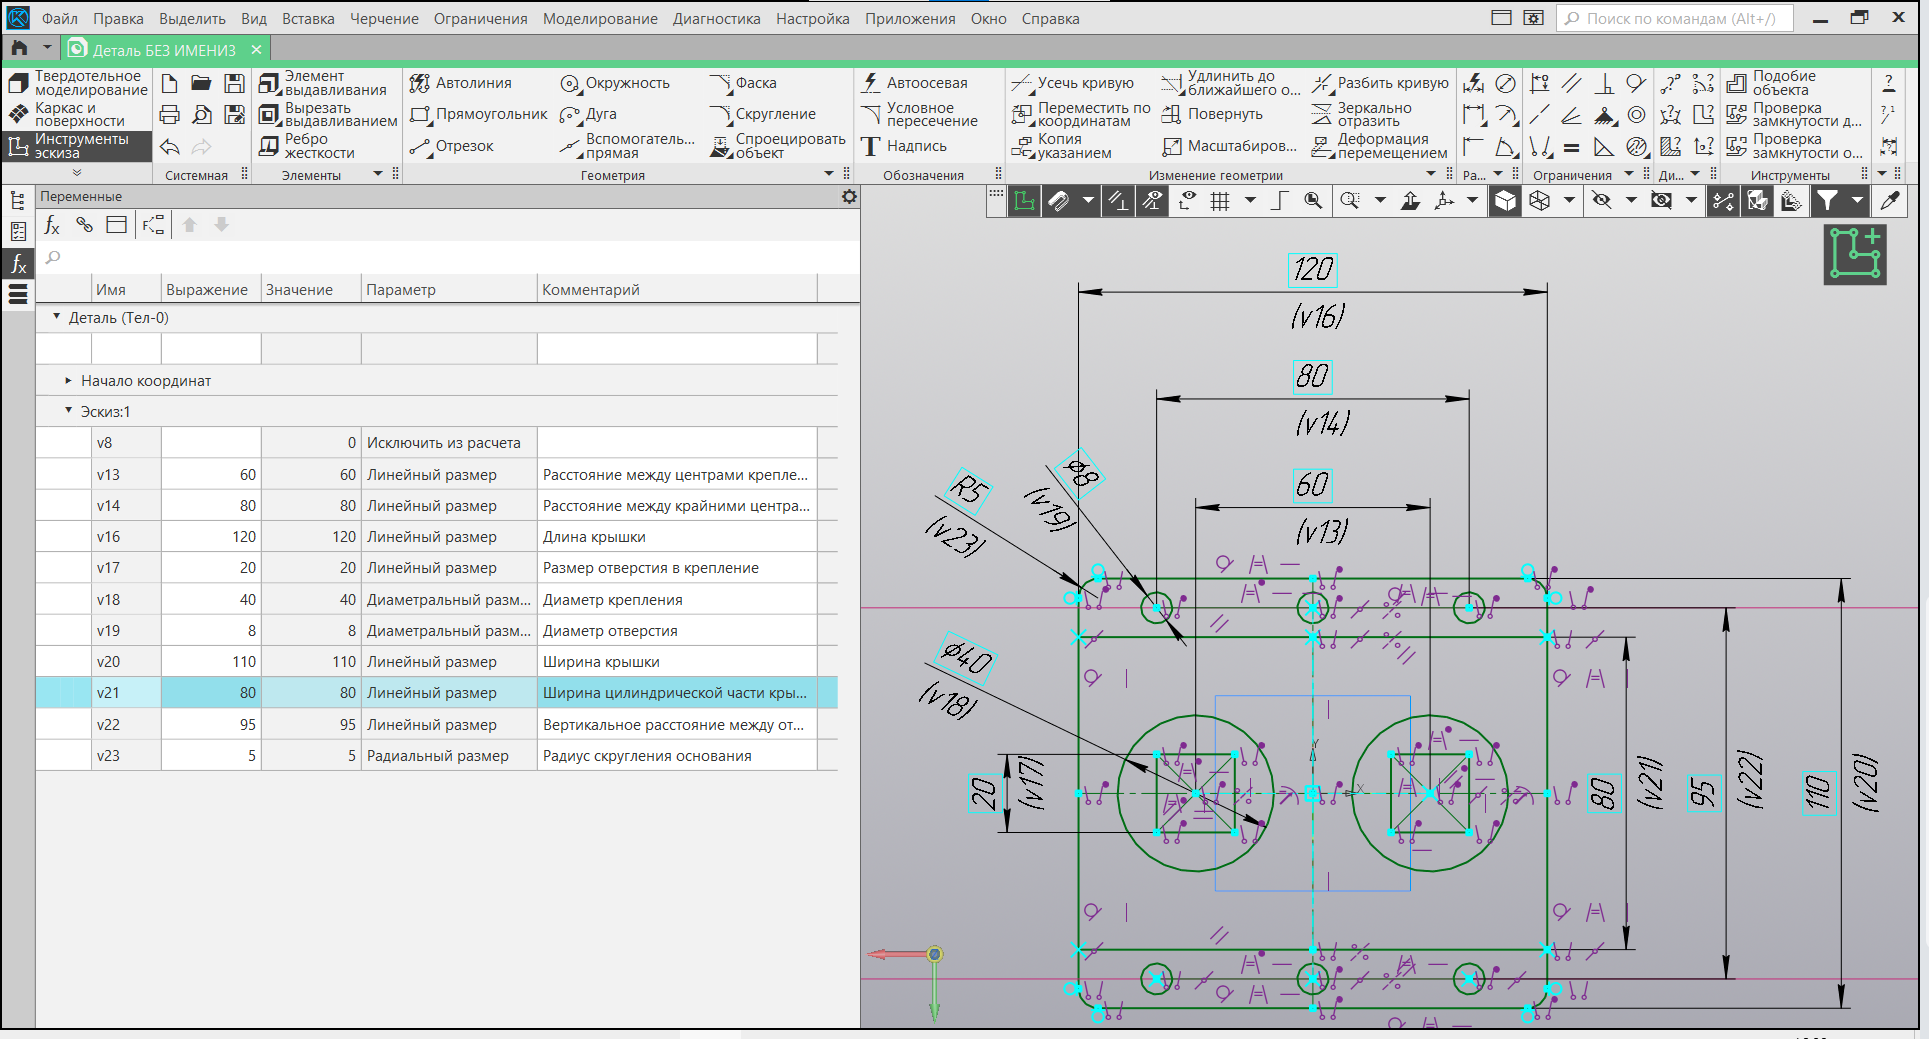 Файл Правка Выделить Вид Вставка Черчение Ограничения Моделирование Диагностика Настройка Приложения Окно Справка Поиск по командам (Alt+/)
Деталь БЕЗ ИМЕНИ3
Твердотельное моделирование
Каркас и поверхности
Инструменты эскиза
Системная
Элемент выдавливания
Вырезать выдавливанием
Ребро жесткости
Элементы
Автолиния Окружность Фаска
Прямоугольник Дуга Скругление
Отрезок Вспомогатель... прямая Спроецировать объект
Геометрия
Автоосевая
Условное пересечение
Надпись
Обозначения
Усечь кривую Удлинить до ближайшего о... Разбить кривую
Переместить по координатам Повернуть Зеркально отразить
Копия указанием Масштабиров... Деформация перемещением
Изменение геометрии
Ра...
Ограничения
Ди...
Подобие объекта
Проверка замкнутости д...
Проверка замкнутости о...
Инструменты
Переменные
Имя Выражение Значение Параметр Комментарий
Деталь (Тел-0)
Начало координат
Эскиз:1
v8 0 Исключить из расчета
v13 60 60 Линейный размер Расстояние между центрами крепле...
v14 80 80 Линейный размер Расстояние между крайними центра...
v16 120 120 Линейный размер Длина крышки
v17 20 20 Линейный размер Размер отверстия в крепление
v18 40 40 Диаметральный разм... Диаметр крепления
v19 8 8 Диаметральный разм... Диаметр отверстия
v20 110 110 Линейный размер Ширина крышки
v21 80 80 Линейный размер Ширина цилиндрической части кры...
v22 95 95 Линейный размер Вертикальное расстояние между от...
v23 5 5 Радиальный размер Радиус скругления основания
120
(v16)
80
(v14)
60
(v13)
ϕ8
(v19)
R5
(v23)
ϕ40
(v18)
20
(v17)
80
(v21)
95
(v22)
110
(v20)
Y
X